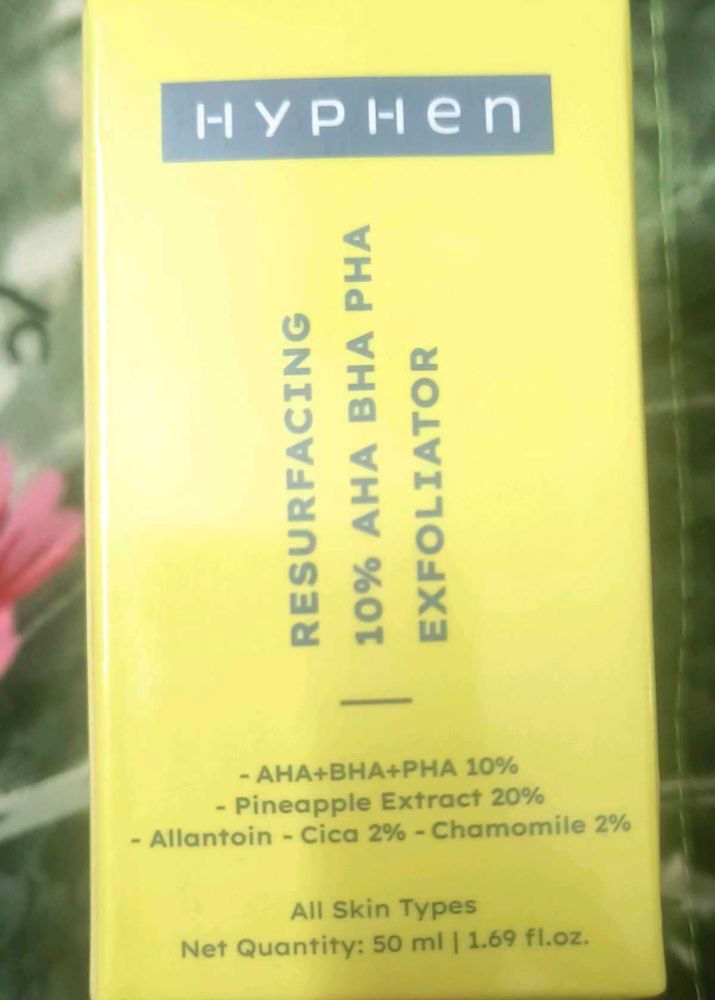 HYPHen
RESURFACING
10% AHA BHA PHA
EXFOLIATOR
- AHA+BHA+PHA 10%
- Pineapple Extract 20%
- Allantoin - Cica 2% - Chamomile 2%
All Skin Types
Net Quantity: 50 ml | 1.69 fl.oz.